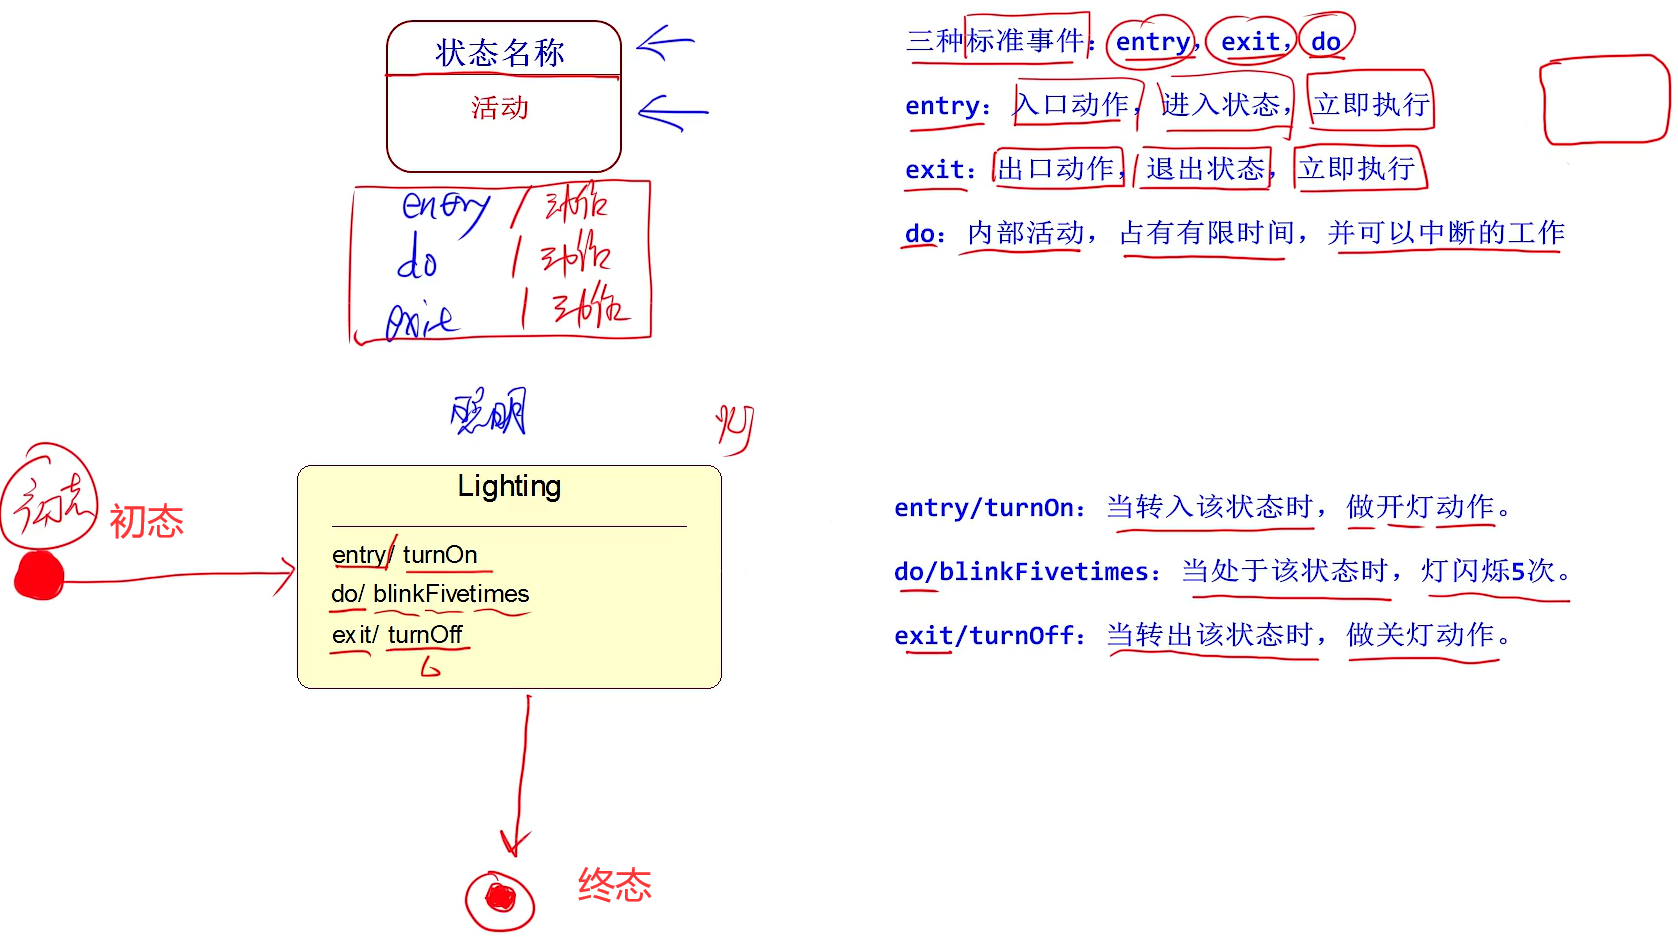 状态名称
活动
entry / 动作
do / 动作
exit / 动作
三种标准事件：entry，exit，do
entry：入口动作，进入状态，立即执行
exit：出口动作，退出状态，立即执行
do：内部活动，占有有限时间，并可以中断的工作
照明
灯
初态
初态
Lighting
entry/ turnOn
do/ blinkFivetimes
exit/ turnOff
终态
entry/turnOn：当转入该状态时，做开灯动作。
do/blinkFivetimes：当处于该状态时，灯闪烁5次。
exit/turnOff：当转出该状态时，做关灯动作。